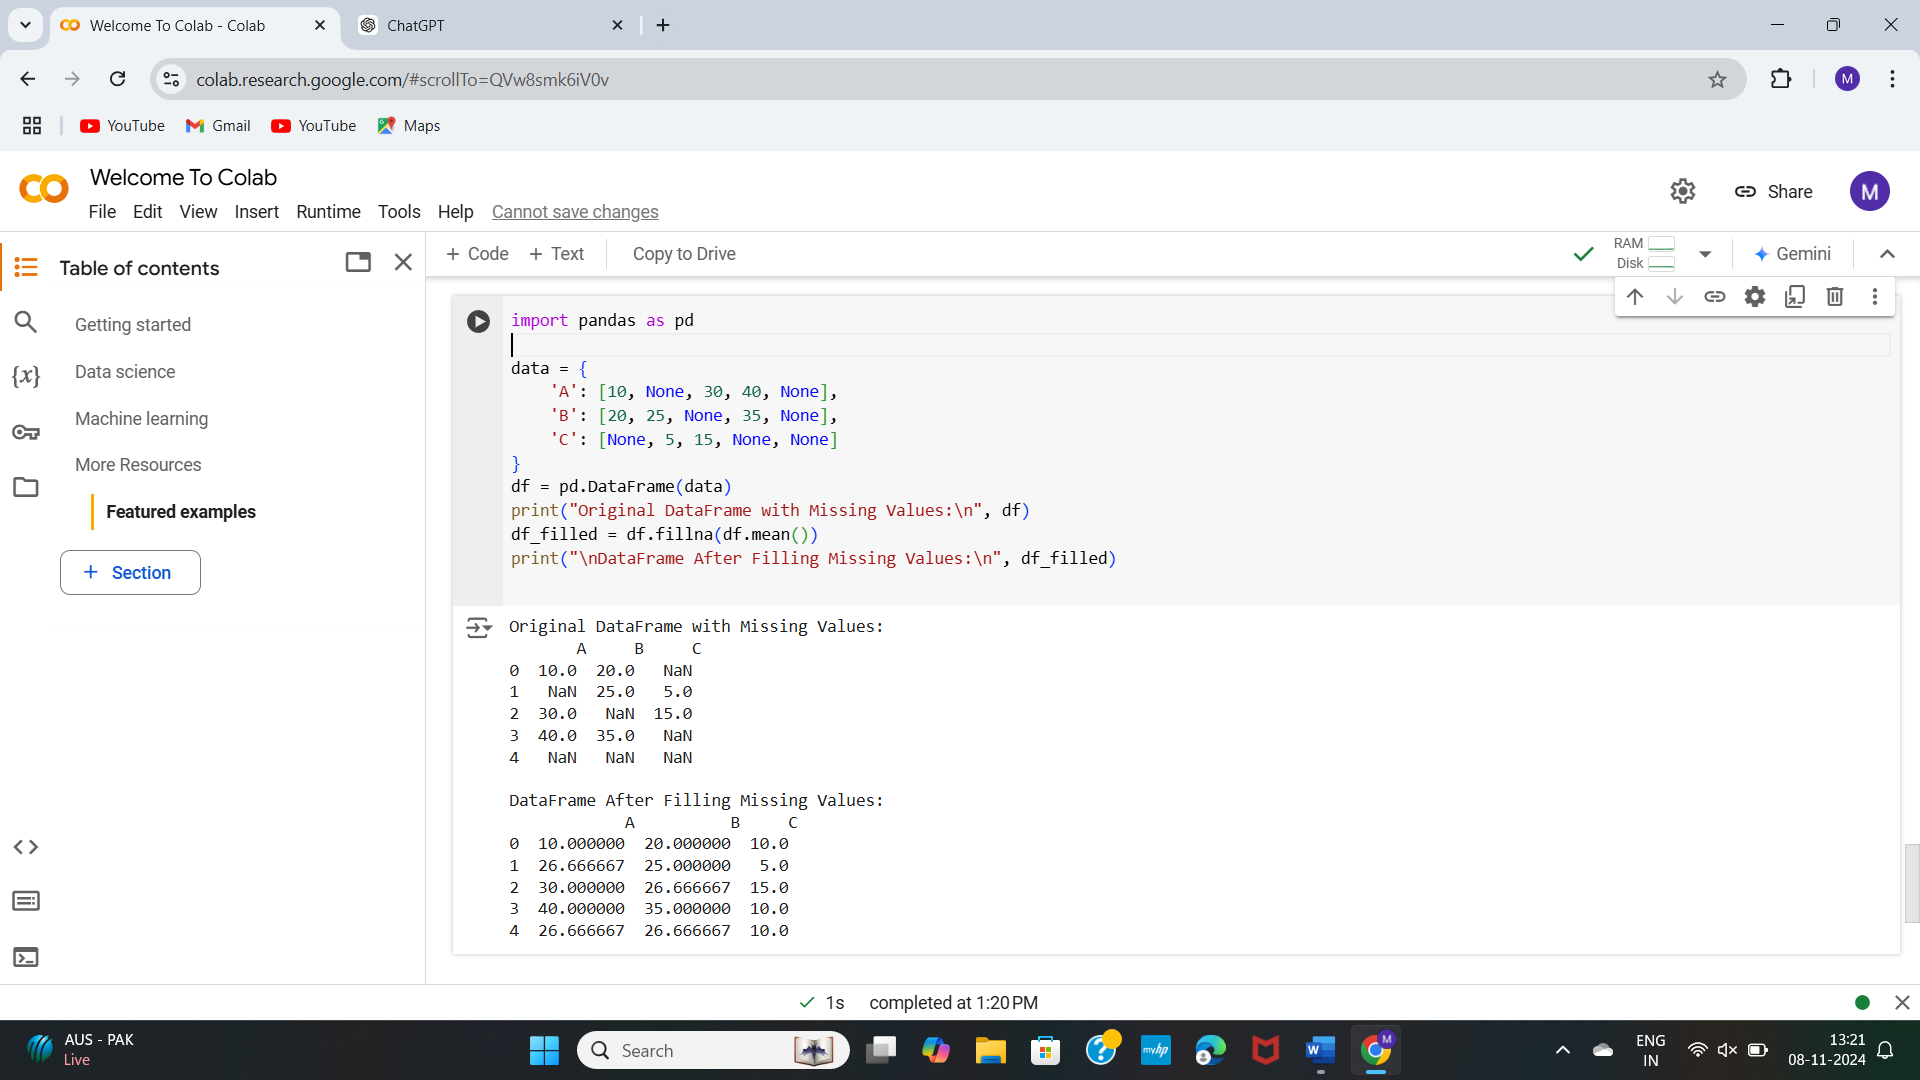 Welcome To Colab - Colab
ChatGPT
colab.research.google.com/#scrollTo=QVw8smk6iV0v
M
YouTube
Gmail
YouTube
Maps
Welcome To Colab
File Edit View Insert Runtime Tools Help Cannot save changes
Share
M
Table of contents
Getting started
Data science
Machine learning
More Resources
Featured examples
+ Section
+ Code + Text Copy to Drive
RAM
Disk
Gemini
import pandas as pd
data = {
    'A': [10, None, 30, 40, None],
    'B': [20, 25, None, 35, None],
    'C': [None, 5, 15, None, None]
}
df = pd.DataFrame(data)
print("Original DataFrame with Missing Values:\n", df)
df_filled = df.fillna(df.mean())
print("\nDataFrame After Filling Missing Values:\n", df_filled)
Original DataFrame with Missing Values:
       A     B     C
0  10.0  20.0   NaN
1   NaN  25.0   5.0
2  30.0   NaN  15.0
3  40.0  35.0   NaN
4   NaN   NaN   NaN
DataFrame After Filling Missing Values:
            A          B     C
0  10.000000  20.000000  10.0
1  26.666667  25.000000   5.0
2  30.000000  26.666667  15.0
3  40.000000  35.000000  10.0
4  26.666667  26.666667  10.0
1s completed at 1:20 PM
AUS - PAK
Live
Search
myhp
W
M
ENG
IN
13:21
08-11-2024